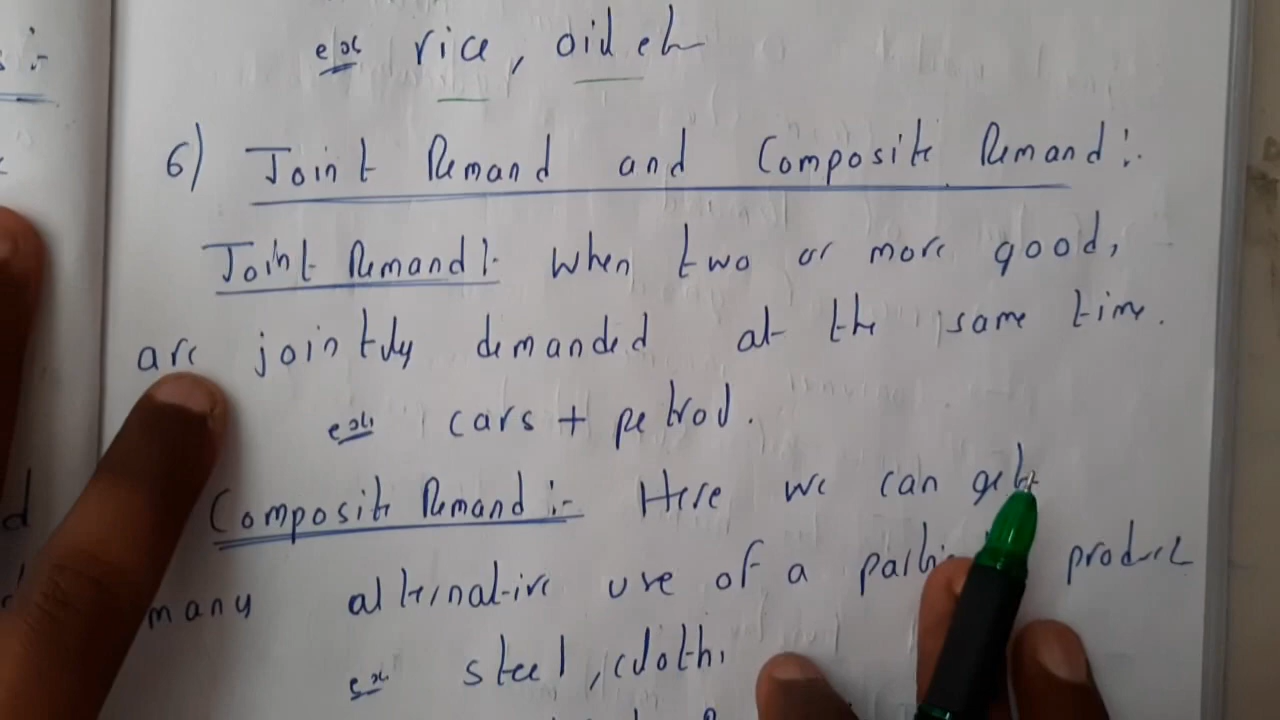 ex rice,
6) Joint Demand and Composite Demand :-
Joint Demand :- When two or more goods,
are jointly demanded at the same time.
ex:. cars + petrol.
Composite Demand :- Here we can get
many alternative use of a product
ex steel, cloth,